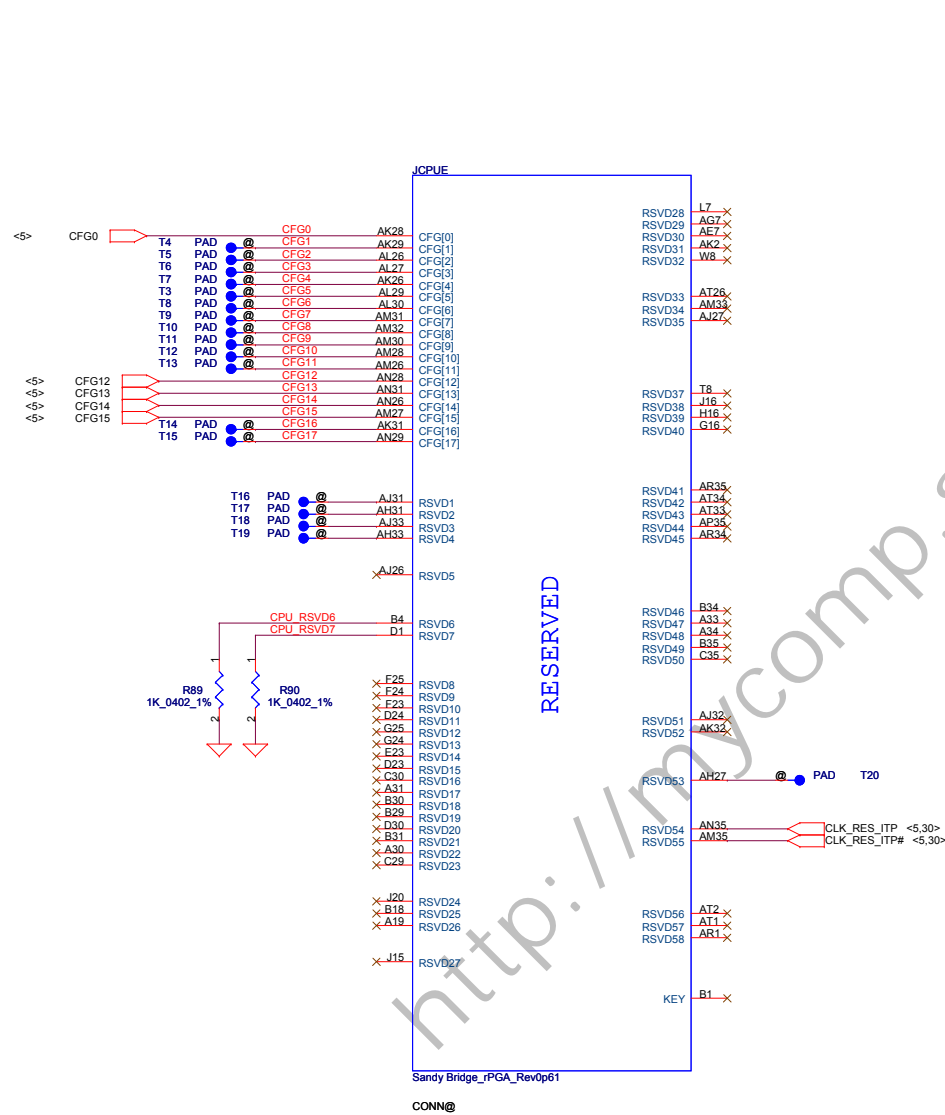 JCPUE
<5> CFG0 CFG0 AK28 CFG[0]
T4 PAD @ CFG1 AK29 CFG[1]
T5 PAD @ CFG2 AL26 CFG[2]
T6 PAD @ CFG3 AL27 CFG[3]
T7 PAD @ CFG4 AK26 CFG[4]
T3 PAD @ CFG5 AL29 CFG[5]
T8 PAD @ CFG6 AL30 CFG[6]
T9 PAD @ CFG7 AM31 CFG[7]
T10 PAD @ CFG8 AM32 CFG[8]
T11 PAD @ CFG9 AM30 CFG[9]
T12 PAD @ CFG10 AM28 CFG[10]
T13 PAD @ CFG11 AM26 CFG[11]
<5> CFG12 CFG12 AN28 CFG[12]
<5> CFG13 CFG13 AN31 CFG[13]
<5> CFG14 CFG14 AN26 CFG[14]
<5> CFG15 CFG15 AM27 CFG[15]
T14 PAD @ CFG16 AK31 CFG[16]
T15 PAD @ CFG17 AN29 CFG[17]
T16 PAD @ AJ31 RSVD1
T17 PAD @ AH31 RSVD2
T18 PAD @ AJ33 RSVD3
T19 PAD @ AH33 RSVD4
AJ26 RSVD5
CPU_RSVD6 B4 RSVD6
CPU_RSVD7 D1 RSVD7
1 1
R89 R90
1K_0402_1% 1K_0402_1%
2 2
F25 RSVD8
F24 RSVD9
F23 RSVD10
D24 RSVD11
G25 RSVD12
G24 RSVD13
E23 RSVD14
D23 RSVD15
C30 RSVD16
A31 RSVD17
B30 RSVD18
B29 RSVD19
D30 RSVD20
B31 RSVD21
A30 RSVD22
C29 RSVD23
J20 RSVD24
B18 RSVD25
A19 RSVD26
J15 RSVD27
RESERVED
RSVD28 L7
RSVD29 AG7
RSVD30 AE7
RSVD31 AK2
RSVD32 W8
RSVD33 AT26
RSVD34 AM33
RSVD35 AJ27
RSVD37 T8
RSVD38 J16
RSVD39 H16
RSVD40 G16
RSVD41 AR35
RSVD42 AT34
RSVD43 AT33
RSVD44 AP35
RSVD45 AR34
RSVD46 B34
RSVD47 A33
RSVD48 A34
RSVD49 B35
RSVD50 C35
RSVD51 AJ32
RSVD52 AK32
RSVD53 AH27 @ PAD T20
RSVD54 AN35 CLK_RES_ITP <5,30>
RSVD55 AM35 CLK_RES_ITP# <5,30>
RSVD56 AT2
RSVD57 AT1
RSVD58 AR1
KEY B1
Sandy Bridge_rPGA_Rev0p61
CONN@
http://mycomp.